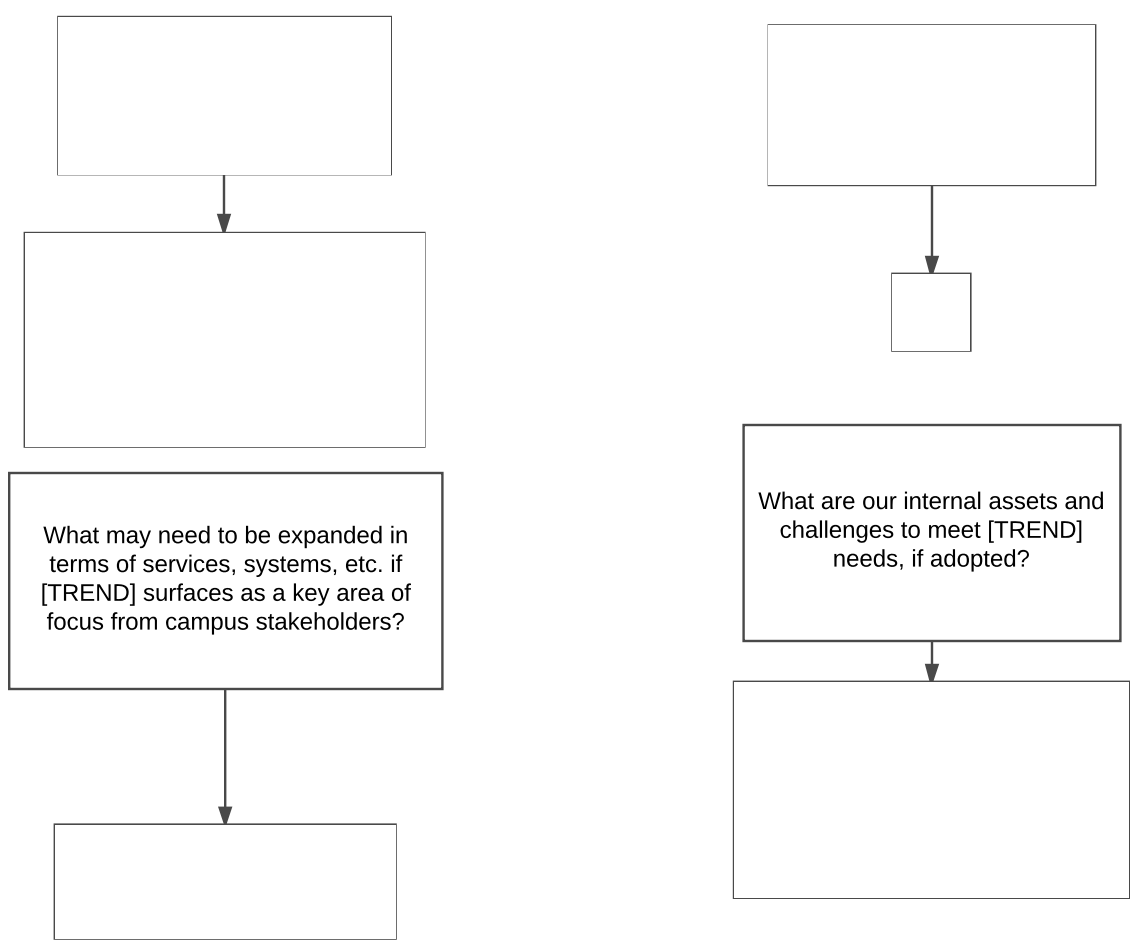 What may need to be expanded in
terms of services, systems, etc. if
[TREND] surfaces as a key area of
focus from campus stakeholders?
What are our internal assets and
challenges to meet [TREND]
needs, if adopted?